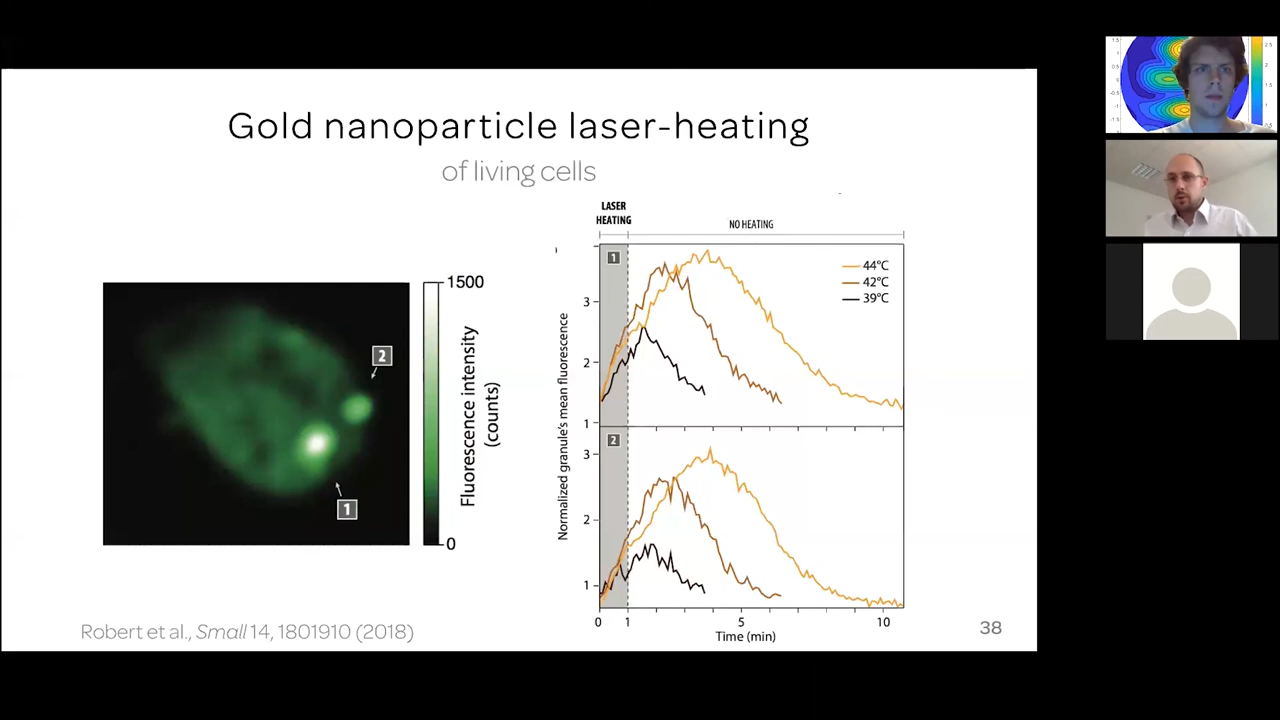 Gold nanoparticle laser-heating
of living cells
LASER
HEATING
NO HEATING
1500
Fluorescence intensity
(counts)
0
2
1
Normalized granule's mean fluorescence
1
44°C
42°C
39°C
3
2
1
2
3
2
1
0 1 5 10
Time (min)
Robert et al., Small 14, 1801910 (2018)
38